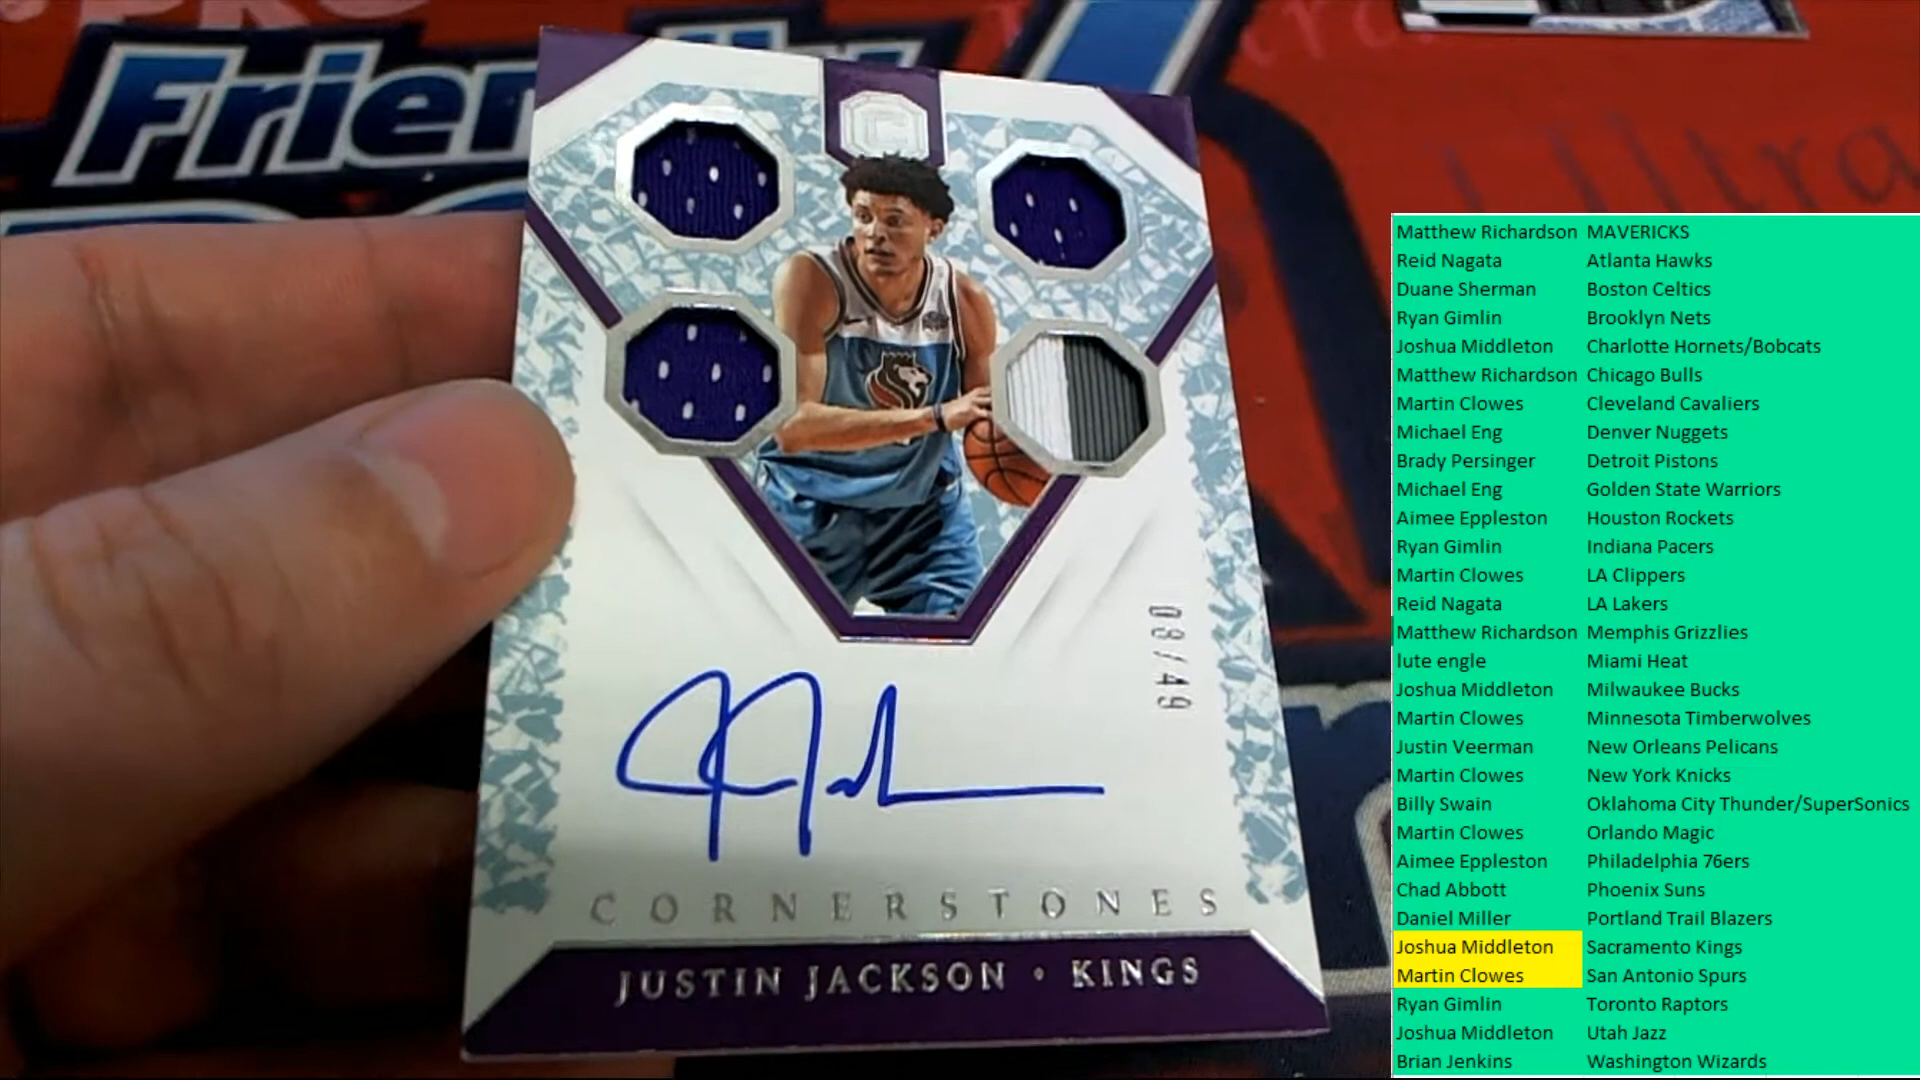 Friendly
Ultra
C
08/49
CORNERSTONES
JUSTIN JACKSON • KINGS
Matthew Richardson MAVERICKS
Reid Nagata Atlanta Hawks
Duane Sherman Boston Celtics
Ryan Gimlin Brooklyn Nets
Joshua Middleton Charlotte Hornets/Bobcats
Matthew Richardson Chicago Bulls
Martin Clowes Cleveland Cavaliers
Michael Eng Denver Nuggets
Brady Persinger Detroit Pistons
Michael Eng Golden State Warriors
Aimee Eppleston Houston Rockets
Ryan Gimlin Indiana Pacers
Martin Clowes LA Clippers
Reid Nagata LA Lakers
Matthew Richardson Memphis Grizzlies
lute engle Miami Heat
Joshua Middleton Milwaukee Bucks
Martin Clowes Minnesota Timberwolves
Justin Veerman New Orleans Pelicans
Martin Clowes New York Knicks
Billy Swain Oklahoma City Thunder/SuperSonics
Martin Clowes Orlando Magic
Aimee Eppleston Philadelphia 76ers
Chad Abbott Phoenix Suns
Daniel Miller Portland Trail Blazers
Joshua Middleton Sacramento Kings
Martin Clowes San Antonio Spurs
Ryan Gimlin Toronto Raptors
Joshua Middleton Utah Jazz
Brian Jenkins Washington Wizards